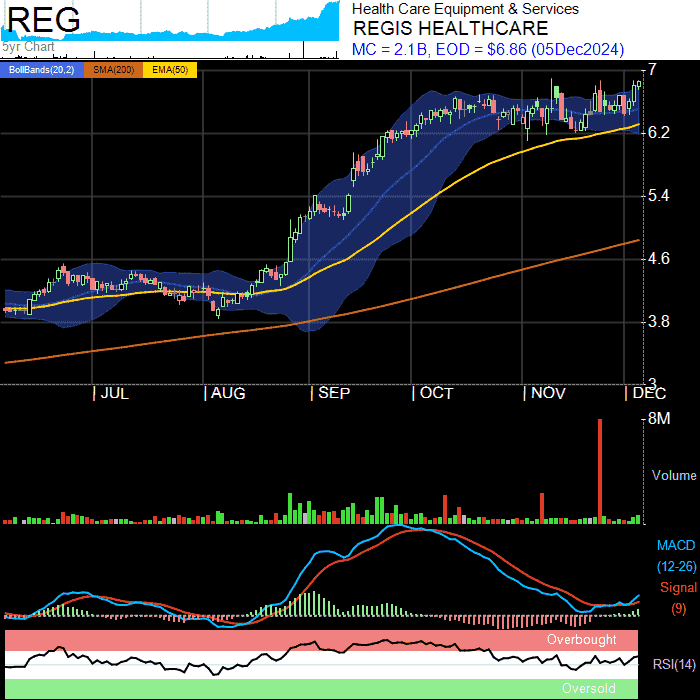 REG
5yr Chart
Health Care Equipment & Services
REGIS HEALTHCARE
MC = 2.1B, EOD = $6.86 (05Dec2024)
BollBands(20,2) SMA(200) EMA(50)
7
6.2
5.4
4.6
3.8
3
JUL AUG SEP OCT NOV DEC
8M
Volume
MACD
(12-26)
Signal
(9)
Overbought
RSI(14)
Oversold